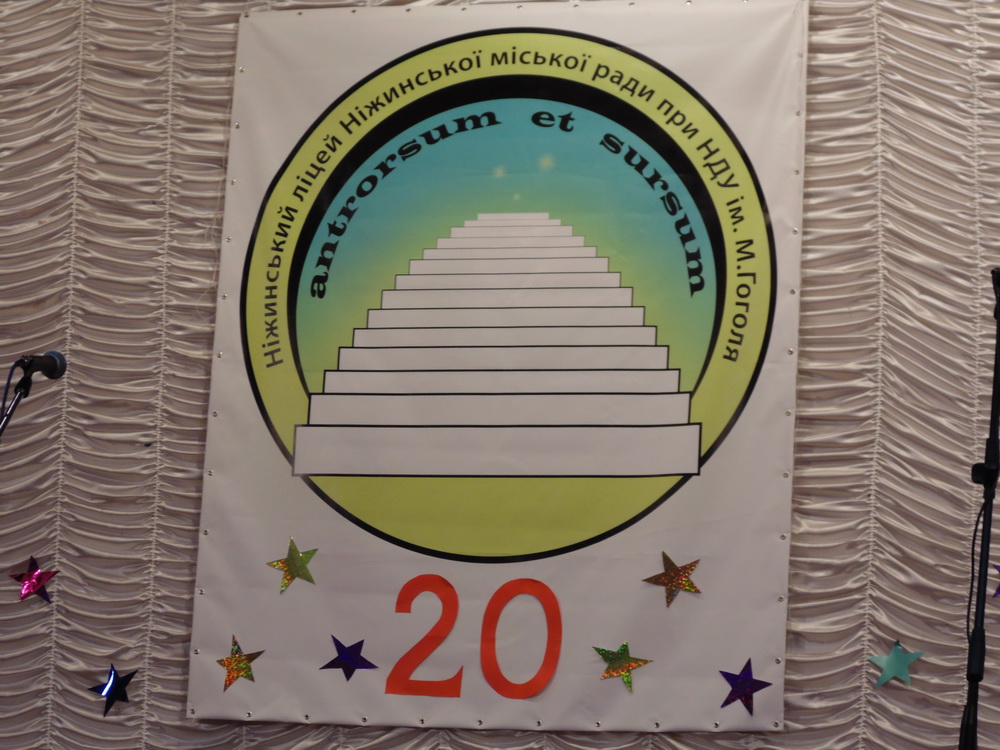 Ніжинський ліцей Ніжинської міської ради при НДУ ім. М.Гоголя
antrorsum et sursum
20